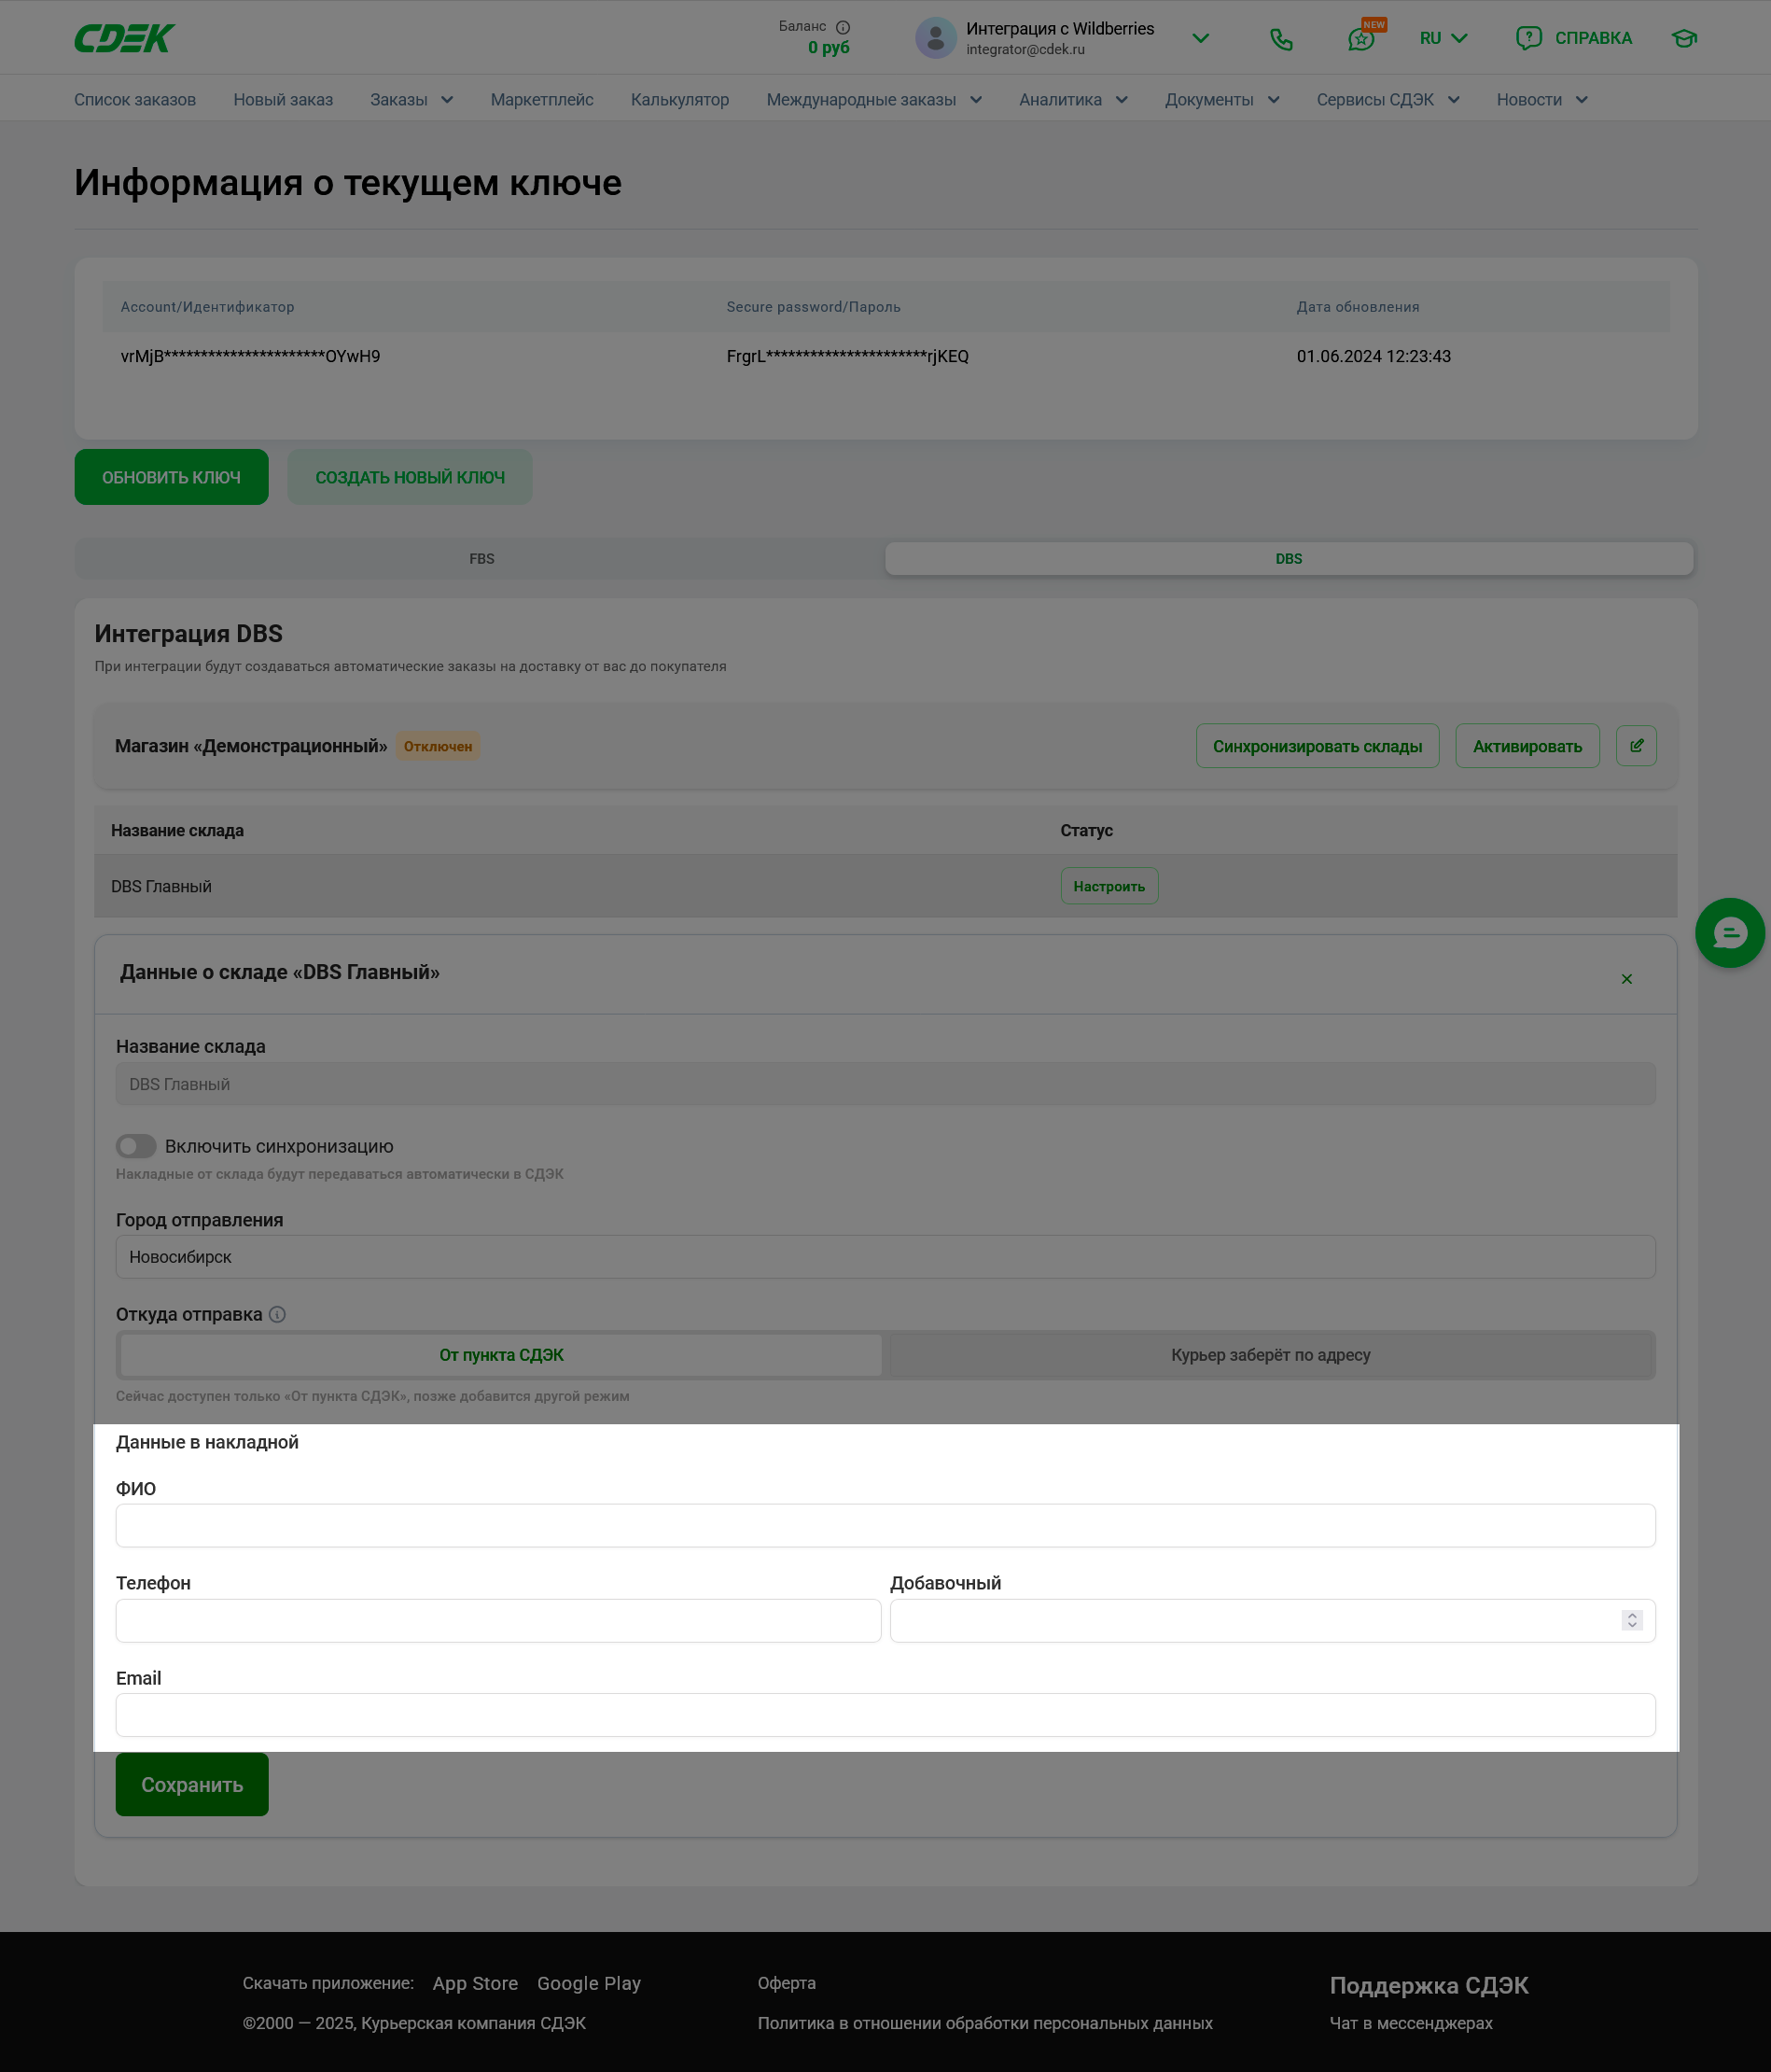 CDEK
Баланс
0 руб
Интеграция с Wildberries
integrator@cdek.ru
NEW
RU
СПРАВКА
Список заказов Новый заказ Заказы Маркетплейс Калькулятор Международные заказы Аналитика Документы Сервисы СДЭК Новости
Информация о текущем ключе
Account/Идентификатор Secure password/Пароль Дата обновления
vrMjB**********************OYwH9 FrgrL**********************rjKEQ 01.06.2024 12:23:43
ОБНОВИТЬ КЛЮЧ СОЗДАТЬ НОВЫЙ КЛЮЧ
FBS DBS
Интеграция DBS
При интеграции будут создаваться автоматические заказы на доставку от вас до покупателя
Магазин «Демонстрационный» Отключен Синхронизировать склады Активировать
Название склада Статус
DBS Главный Настроить
Данные о складе «DBS Главный»
Название склада
DBS Главный
Включить синхронизацию
Накладные от склада будут передаваться автоматически в СДЭК
Город отправления
Новосибирск
Откуда отправка
От пункта СДЭК Курьер заберёт по адресу
Сейчас доступен только «От пункта СДЭК», позже добавится другой режим
Данные в накладной
ФИО
Телефон Добавочный
Email
Сохранить
Скачать приложение: App Store Google Play Оферта Поддержка СДЭК
©2000 — 2025, Курьерская компания СДЭК Политика в отношении обработки персональных данных Чат в мессенджерах